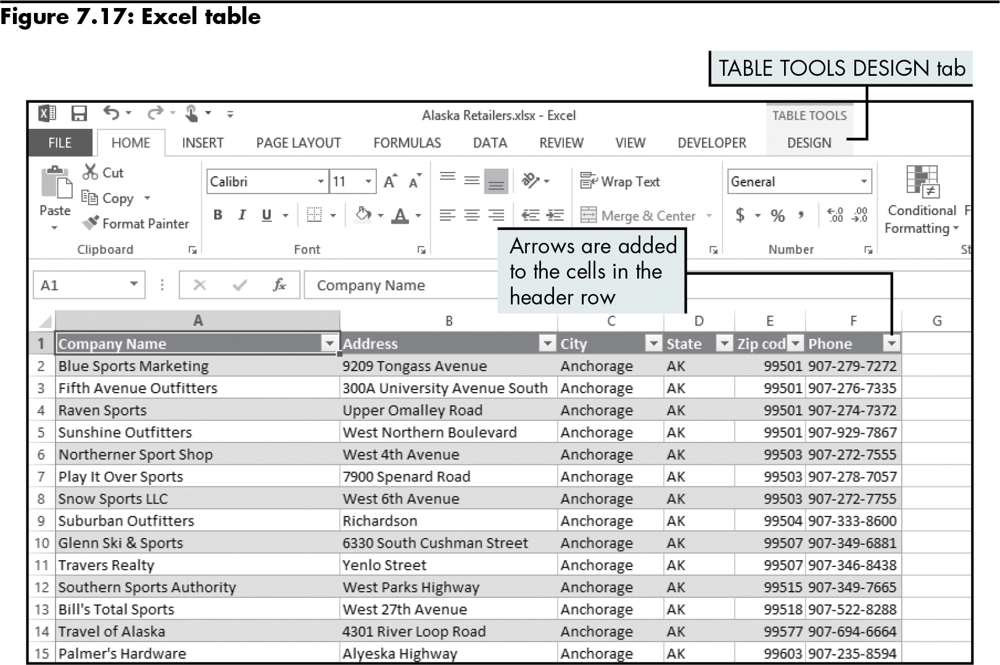 Figure 7.17: Excel table
TABLE TOOLS DESIGN tab
Alaska Retailers.xlsx - Excel
TABLE TOOLS
FILE HOME INSERT PAGE LAYOUT FORMULAS DATA REVIEW VIEW DEVELOPER DESIGN
Cut
Calibri 11 A A Wrap Text General
Copy
Paste B I U A Merge & Center $ % , .0 .00 .00 .0 Conditional F
Format Painter Formatting
Clipboard Font Number St
Arrows are added
to the cells in the
header row
A1 fx Company Name
A B C D E F G
1 Company Name Address City State Zip cod Phone
2 Blue Sports Marketing 9209 Tongass Avenue Anchorage AK 99501 907-279-7272
3 Fifth Avenue Outfitters 300A University Avenue South Anchorage AK 99501 907-276-7335
4 Raven Sports Upper Omalley Road Anchorage AK 99501 907-274-7372
5 Sunshine Outfitters West Northern Boulevard Anchorage AK 99501 907-929-7867
6 Northerner Sport Shop West 4th Avenue Anchorage AK 99503 907-272-7555
7 Play It Over Sports 7900 Spenard Road Anchorage AK 99503 907-278-7057
8 Snow Sports LLC West 6th Avenue Anchorage AK 99503 907-272-7755
9 Suburban Outfitters Richardson Anchorage AK 99504 907-333-8600
10 Glenn Ski & Sports 6330 South Cushman Street Anchorage AK 99507 907-349-6881
11 Travers Realty Yenlo Street Anchorage AK 99507 907-346-8438
12 Southern Sports Authority West Parks Highway Anchorage AK 99515 907-349-7665
13 Bill's Total Sports West 27th Avenue Anchorage AK 99518 907-522-8288
14 Travel of Alaska 4301 River Loop Road Anchorage AK 99577 907-694-6664
15 Palmer's Hardware Alyeska Highway Anchorage AK 99603 907-235-8594